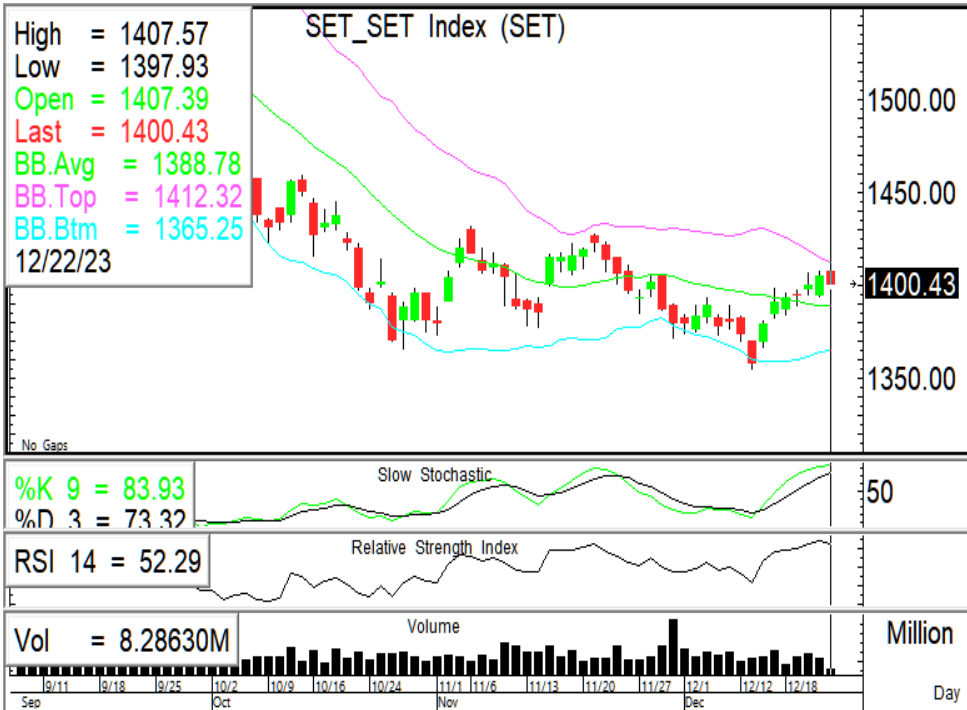 SET_SET Index (SET)
High = 1407.57
Low = 1397.93
Open = 1407.39
Last = 1400.43
BB.Avg = 1388.78
BB.Top = 1412.32
BB.Btm = 1365.25
12/22/23
1500.00
1450.00
1400.43
1350.00
No Gaps
Slow Stochastic
%K 9 = 83.93
%D 3 = 73.32
50
Relative Strength Index
RSI 14 = 52.29
Volume
Vol = 8.28630M
Million
9/11 9/18 9/25 10/2 10/9 10/16 10/24 11/1 11/6 11/13 11/20 11/27 12/1 12/12 12/18
Sep Oct Nov Dec
Day